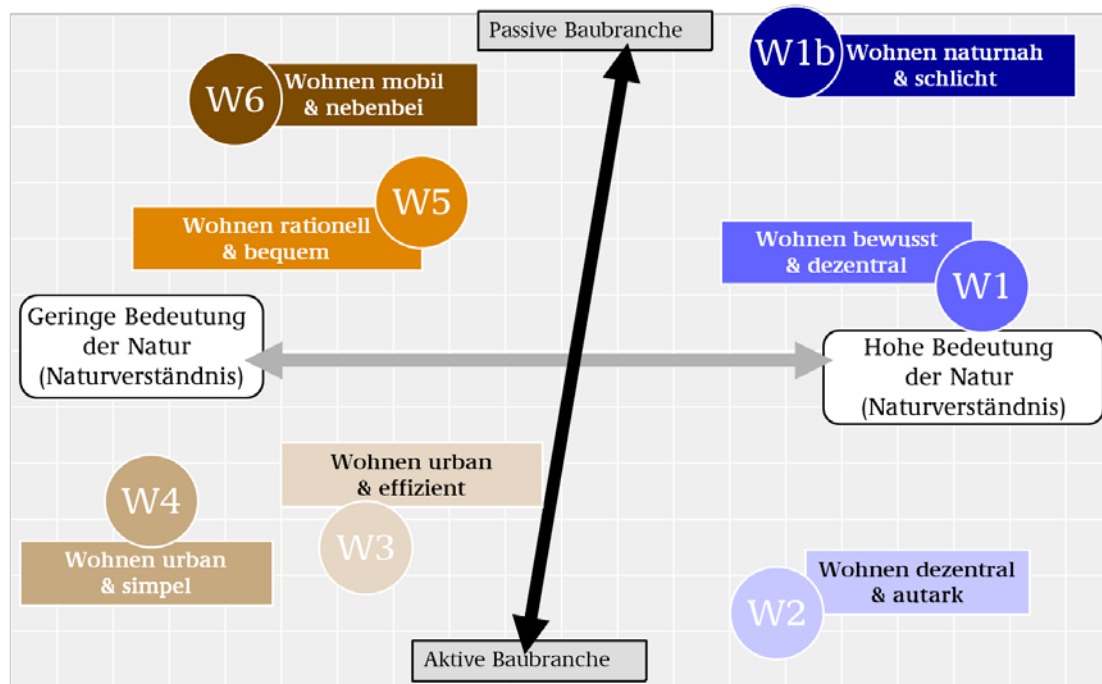 Passive Baubranche
W1b
Wohnen naturnah
& schlicht
W6
Wohnen mobil
& nebenbei
W5
Wohnen rationell
& bequem
Wohnen bewusst
& dezentral
W1
Geringe Bedeutung
der Natur
(Naturverständnis)
Hohe Bedeutung
der Natur
(Naturverständnis)
W4
Wohnen urban
& simpel
Wohnen urban
& effizient
W3
W2
Wohnen dezentral
& autark
Aktive Baubranche